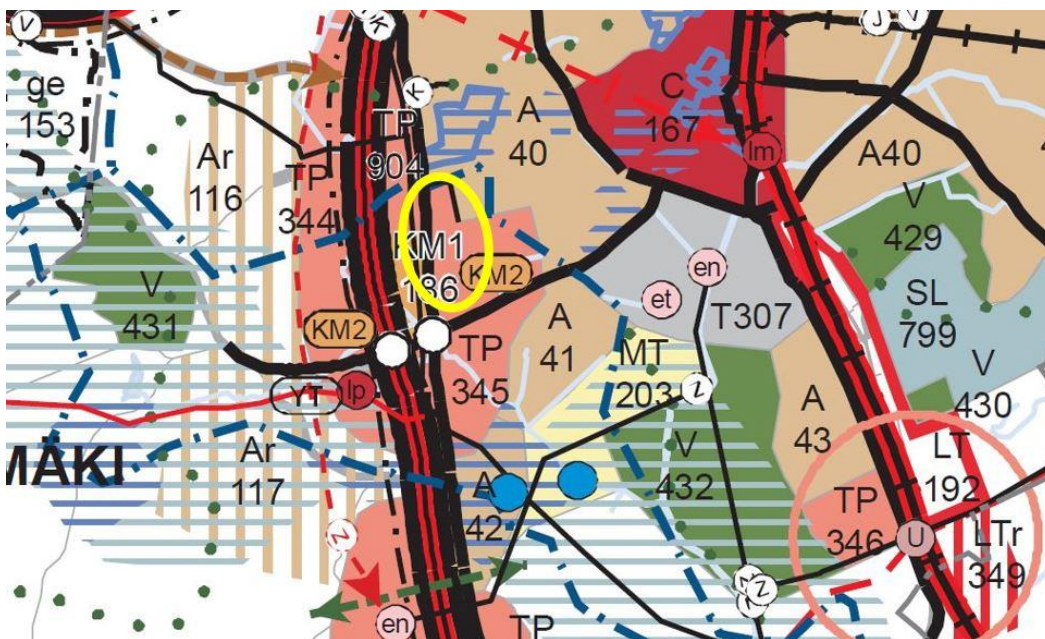 V
K
J
V
ge
153
TP
904
K
A
40
C
167
lm
A40
Ar
116
TP
344
V
429
KM1
186
KM2
en
et
T307
SL
799
V
431
KM2
TP
345
A
41
MT
203
Z
V
430
YT
lp
A
43
MÄKI
Ar
117
A
42
V
432
LT
192
TP
346
U
LTr
349
Z
Z
en
TP